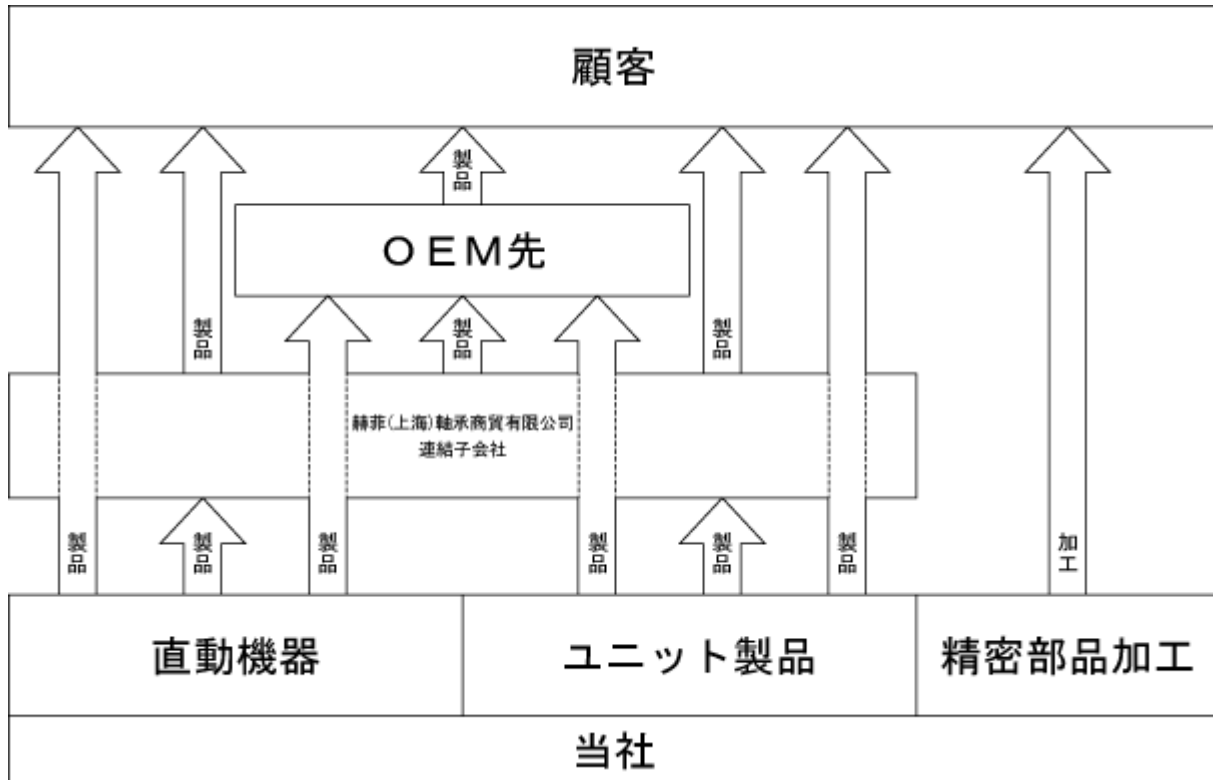 顧客
製品
OEM先
製品
製品
製品
赫菲(上海)軸承商貿有限公司
連結子会社
製品
製品
製品
製品
製品
製品
加工
直動機器
ユニット製品
精密部品加工
当社